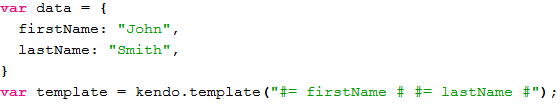 var data = {
  firstName: "John",
  lastName: "Smith",
}
var template = kendo.template("#= firstName # #= lastName #");